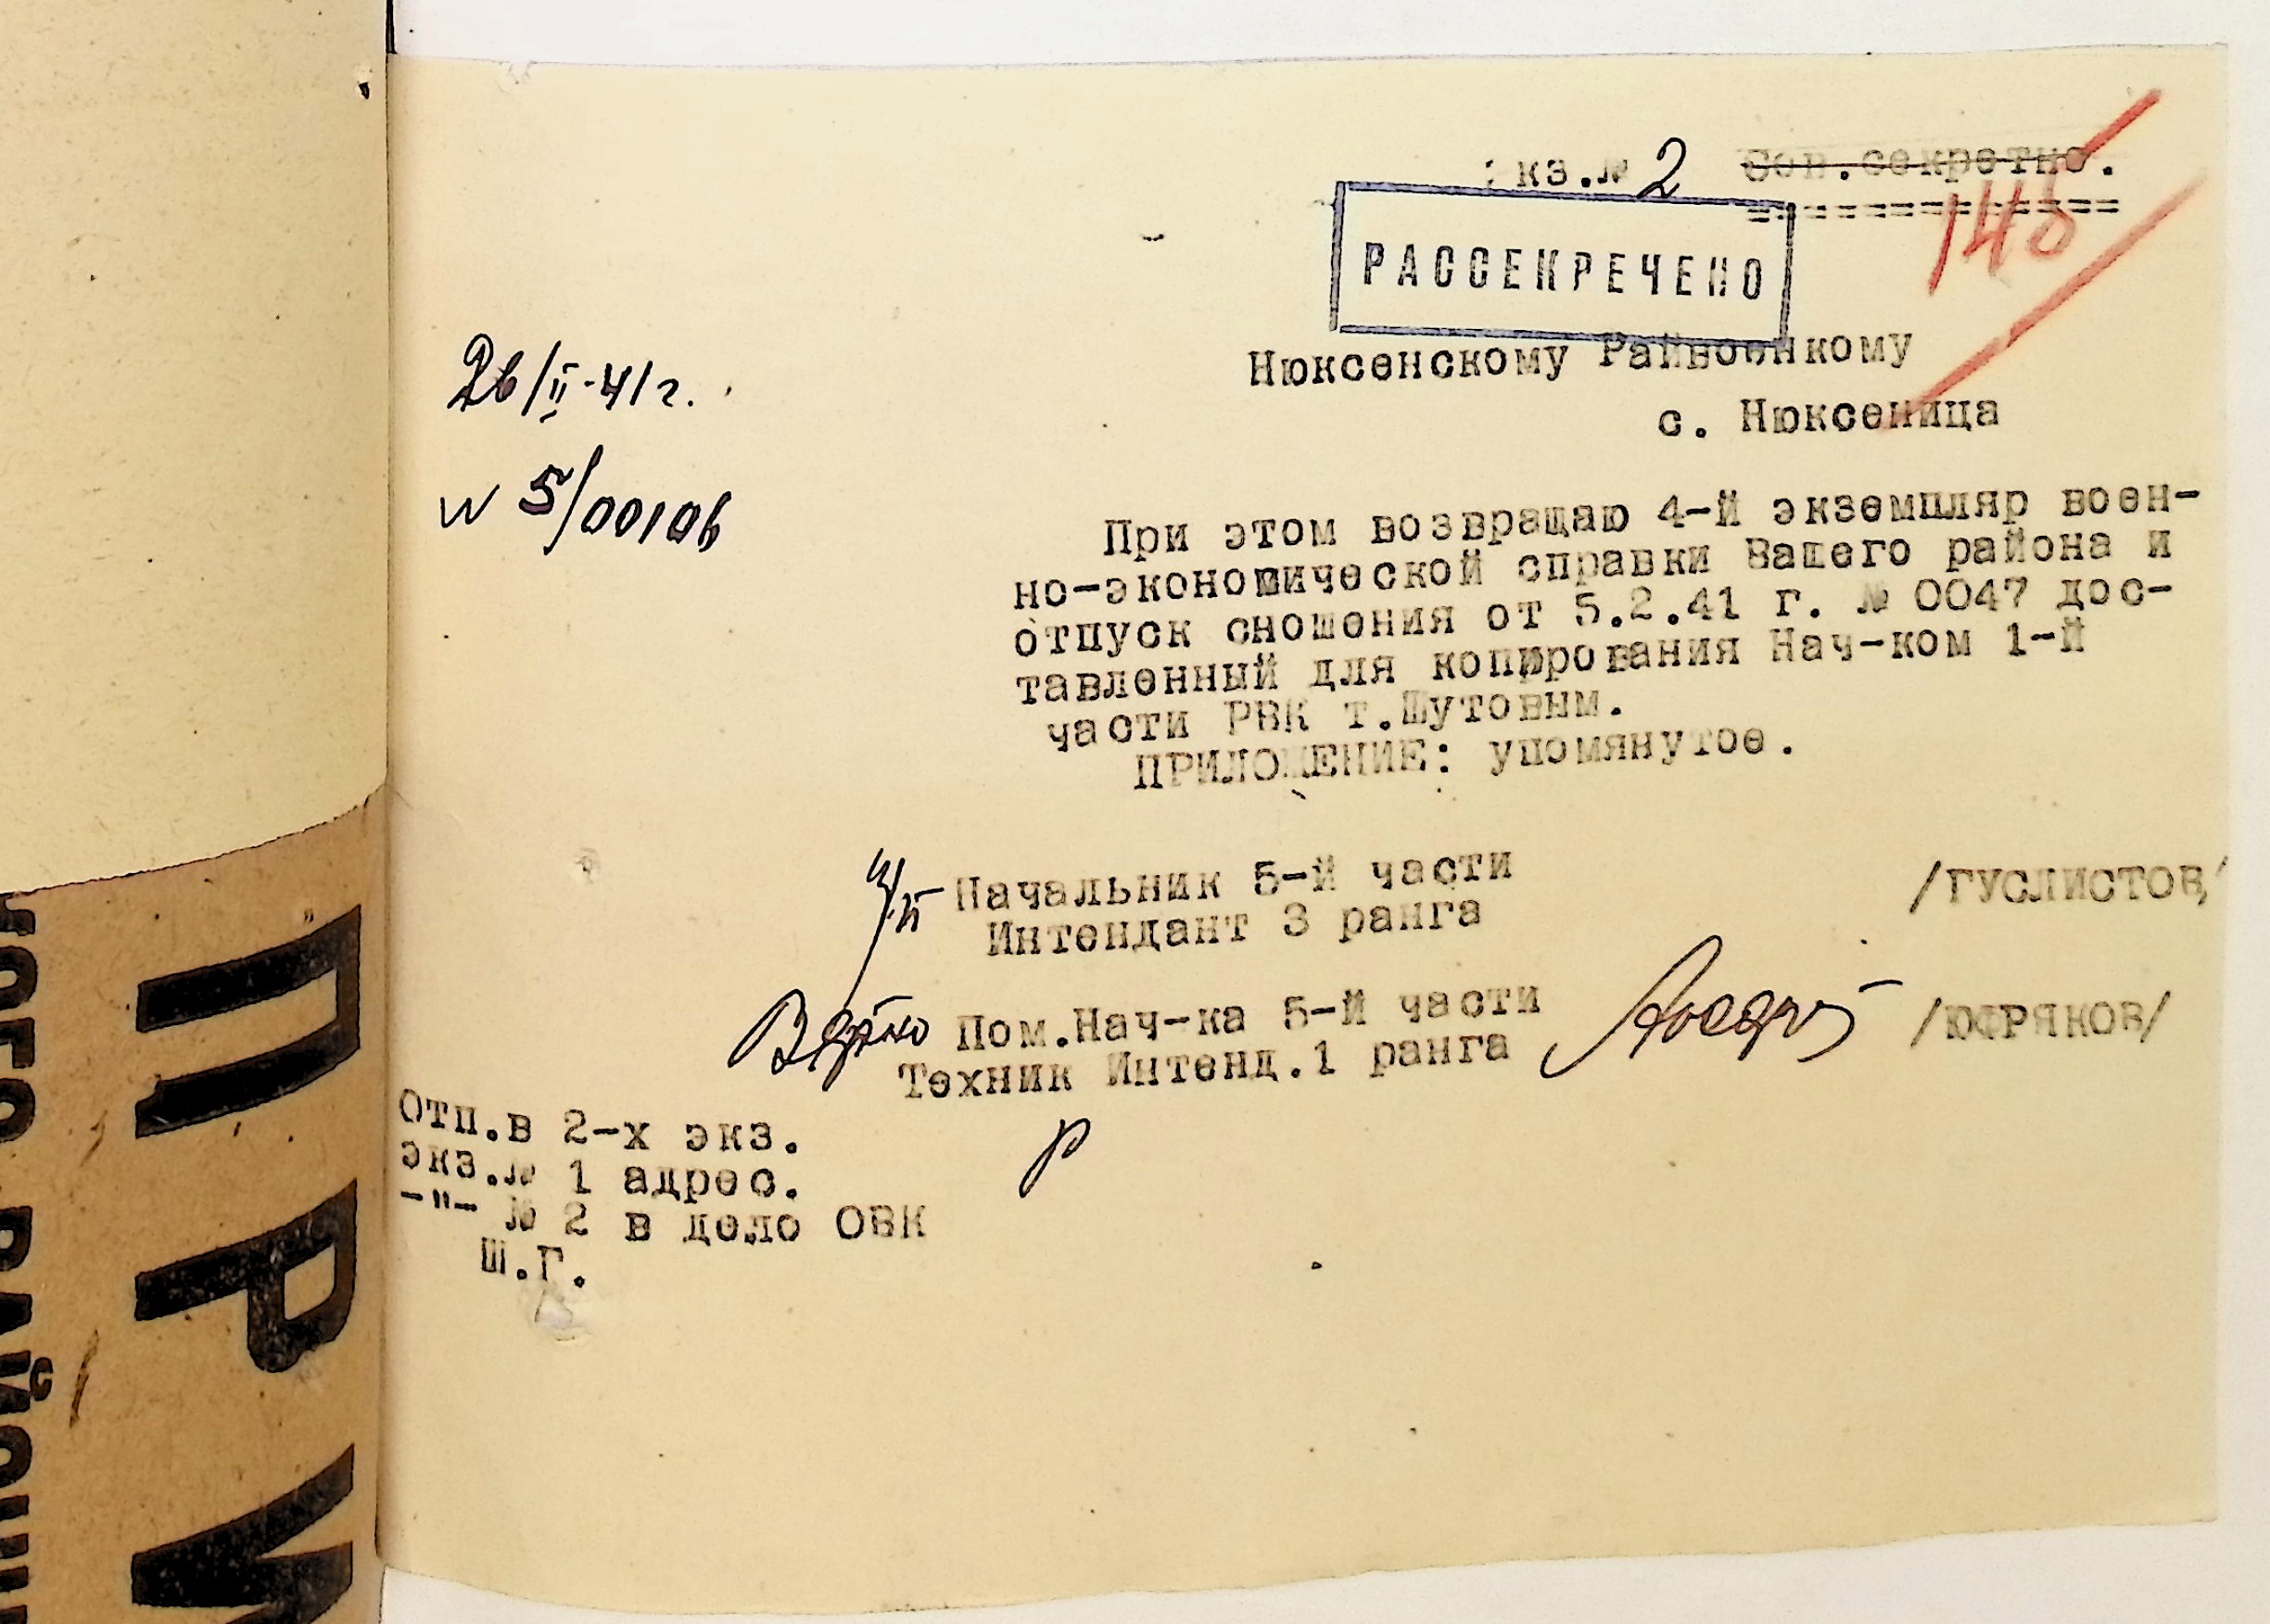 экз.№ 2 Сов.секретно.
==============
148
РАССЕКРЕЧЕНО
Нюксенскому Райвоенкому
с. Нюксеница
26/II-41 г.
N 5/00106
При этом возвращаю 4-й экземпляр воен-
но-экономической справки Вашего района и
отпуск сношения от 5.2.41 г. № 0047 дос-
тавленный для копирования Нач-ком 1-й
части РВК т.Шутовым.
ПРИЛОЖЕНИЕ: упомянутое.
п/п Начальник 5-й части /ГУСЛИСТОВ/
Интендант 3 ранга
Верно Пом.Нач-ка 5-й части /ЮФРЯКОВ/
Техник Интенд.1 ранга
Отп.в 2-х экз.
экз.№ 1 адрес.
-"- № 2 в дело ОВК
Ш.Г.
ПРИ